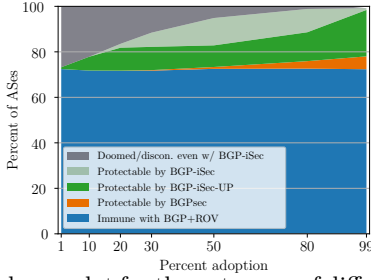 100
80
60
40
20
0
Percent of ASes
Doomed/discon. even w/ BGP-iSec
Protectable by BGP-iSec
Protectable by BGP-iSec-UP
Protectable by BGPsec
Immune with BGP+ROV
1 10 20 30 50 80 99
Percent adoption